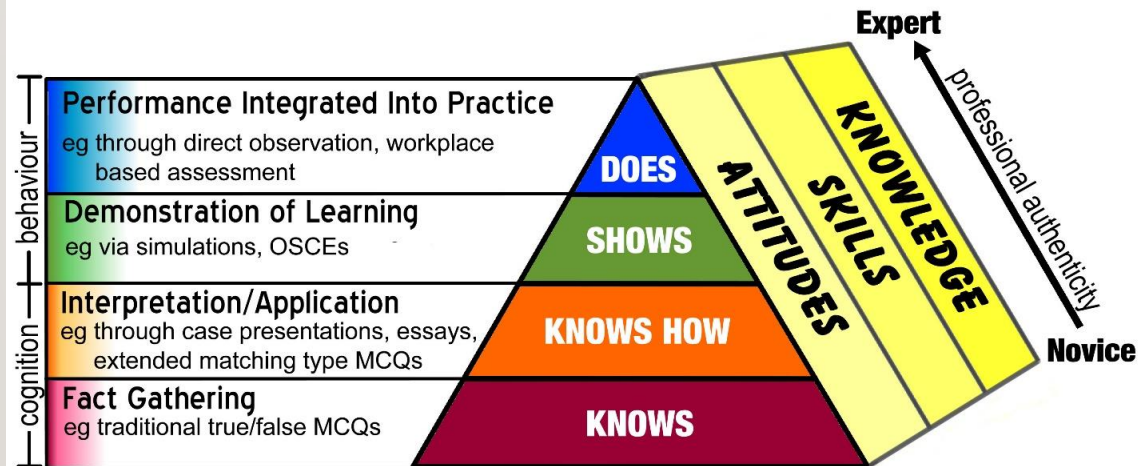 Expert
professional authenticity
Novice
behaviour
cognition
Performance Integrated Into Practice
eg through direct observation, workplace
based assessment
DOES
Demonstration of Learning
eg via simulations, OSCEs
SHOWS
Interpretation/Application
eg through case presentations, essays,
extended matching type MCQs
KNOWS HOW
Fact Gathering
eg traditional true/false MCQs
KNOWS
ATTITUDES
SKILLS
KNOWLEDGE